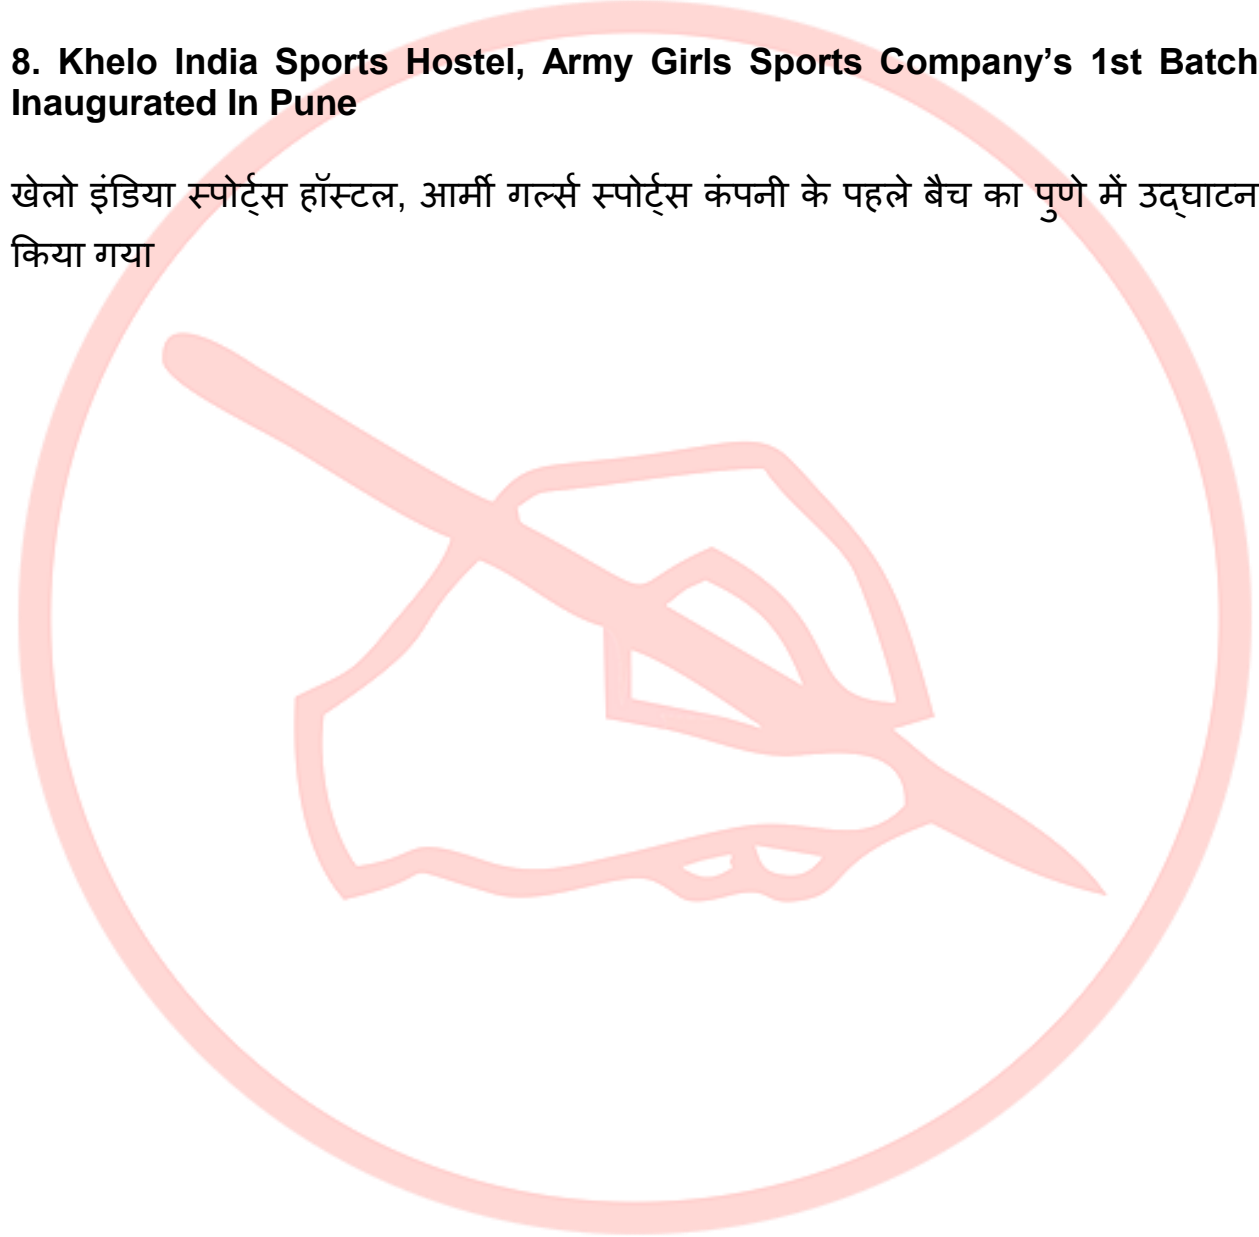 8. Khelo India Sports Hostel, Army Girls Sports Company’s 1st Batch
Inaugurated In Pune
खेलो इंडिया स्पोर्ट्स हॉस्टल, आर्मी गर्ल्स स्पोर्ट्स कंपनी के पहले बैच का पुणे में उद्घाटन
किया गया